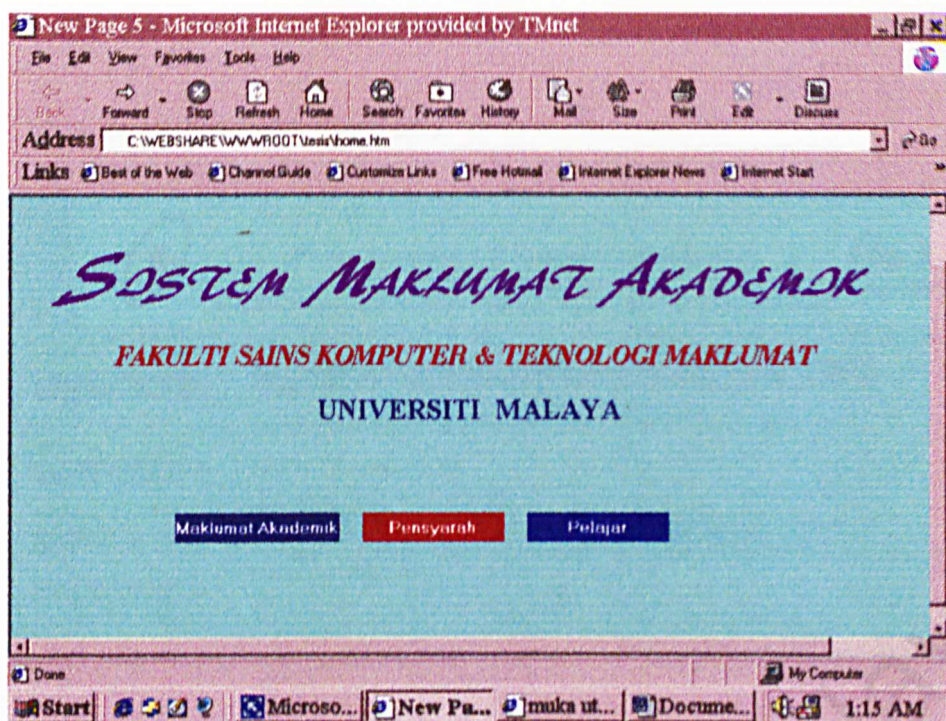 New Page 5 - Microsoft Internet Explorer provided by TMnet
File Edit View Favorites Tools Help
Back Forward Stop Refresh Home Search Favorites History Mail Size Print Edit Discuss
Address C:\WEBSHARE\WWWROOT\tesis\home.htm Go
Links Best of the Web Channel Guide Customize Links Free Hotmail Internet Explorer News Internet Start »
SISTEM MAKLUMAT AKADEMIK
FAKULTI SAINS KOMPUTER & TEKNOLOGI MAKLUMAT
UNIVERSITI MALAYA
Maklumat Akademik Pensyarah Pelajar
Done My Computer
Start Microso... New Pa... muka ut... Docume... 1:15 AM